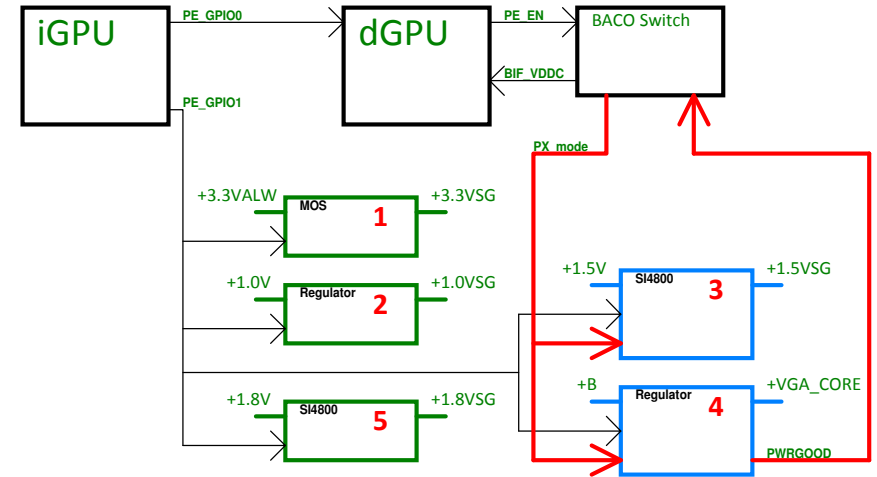 iGPU
PE_GPIO0
dGPU
PE_EN
BACO Switch
BIF_VDDC
PE_GPIO1
PX_mode
+3.3VALW
MOS
1
+3.3VSG
+1.0V
Regulator
2
+1.0VSG
+1.5V
SI4800
3
+1.5VSG
+1.8V
SI4800
5
+1.8VSG
+B
Regulator
4
+VGA_CORE
PWRGOOD